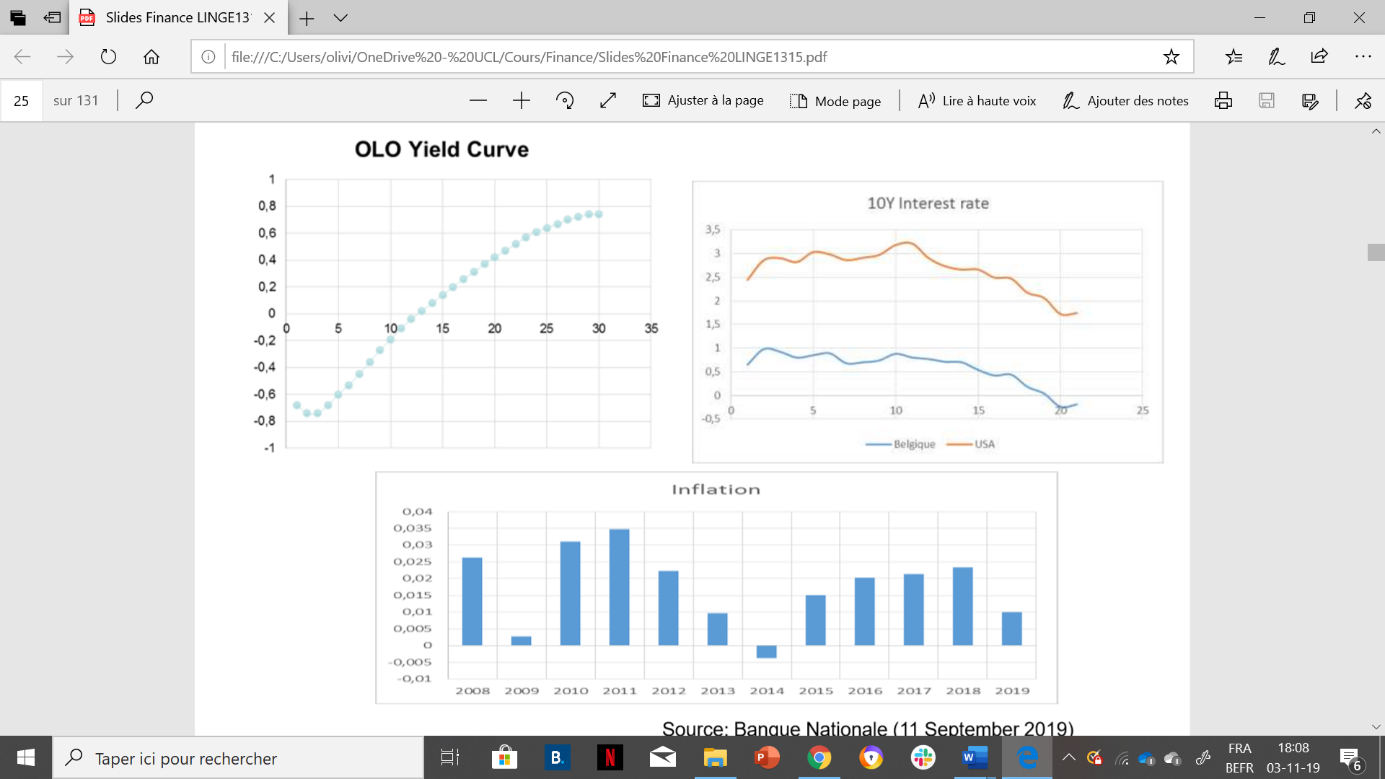 Slides Finance LINGE13
file:///C:/Users/olivi/OneDrive%20-%20UCL/Cours/Finance/Slides%20Finance%20LINGE1315.pdf
25 sur 131 Ajuster à la page Mode page Lire à haute voix Ajouter des notes
OLO Yield Curve
1
0,8
0,6
0,4
0,2
0
-0,2
-0,4
-0,6
-0,8
-1
0 5 10 15 20 25 30 35
10Y Interest rate
3,5
3
2,5
2
1,5
1
0,5
0
-0,5
0 5 10 15 20 25
Belgique USA
Inflation
0,04
0,035
0,03
0,025
0,02
0,015
0,01
0,005
0
-0,005
-0,01
2008 2009 2010 2011 2012 2013 2014 2015 2016 2017 2018 2019
Source: Banque Nationale (11 September 2019)
Taper ici pour rechercher
B.
N
P
W
FRA
BEFR
18:08
03-11-19
6